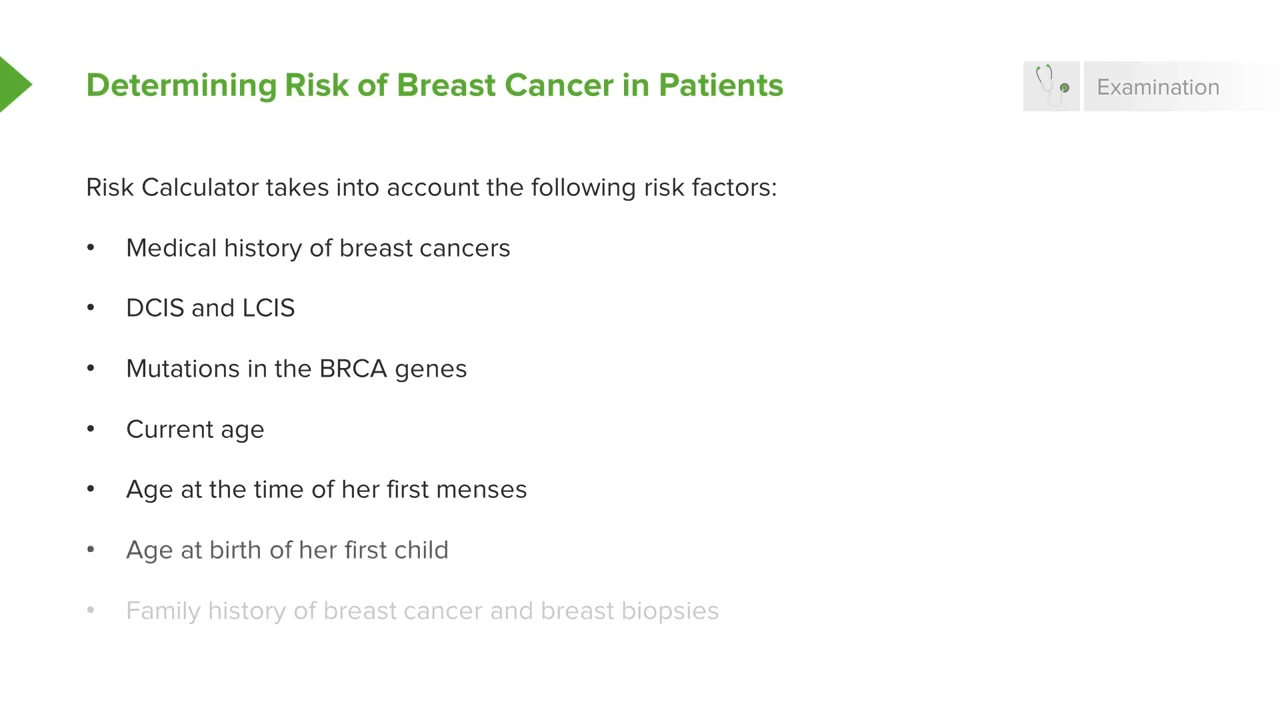 Determining Risk of Breast Cancer in Patients
Examination
Risk Calculator takes into account the following risk factors:
• Medical history of breast cancers
• DCIS and LCIS
• Mutations in the BRCA genes
• Current age
• Age at the time of her first menses
• Age at birth of her first child
• Family history of breast cancer and breast biopsies